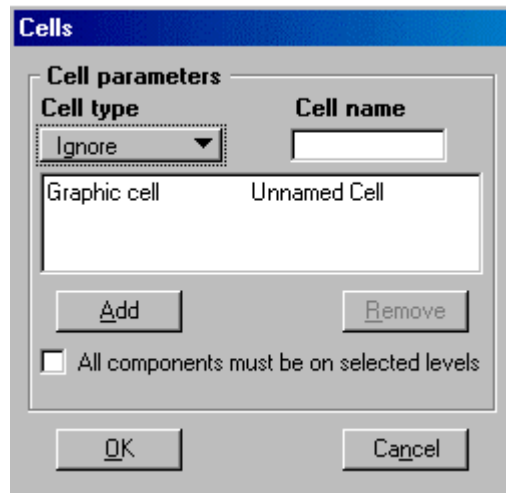 Cells
Cell parameters
Cell type Cell name
Ignore
Graphic cell Unnamed Cell
Add Remove
All components must be on selected levels
OK Cancel